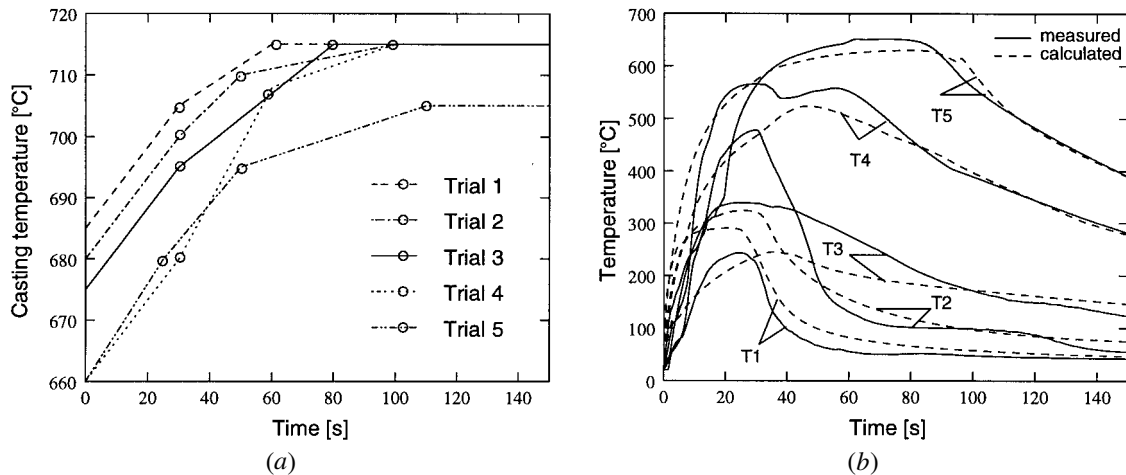 Casting temperature [°C]
725
720
710
700
690
680
670
660
0
20
40
60
80
100
120
140
Time [s]
Trial 1
Trial 2
Trial 3
Trial 4
Trial 5
(a)
Temperature [°C]
700
600
500
400
300
200
100
0
0
20
40
60
80
100
120
140
Time [s]
measured
calculated
T5
T4
T3
T2
T1
(b)